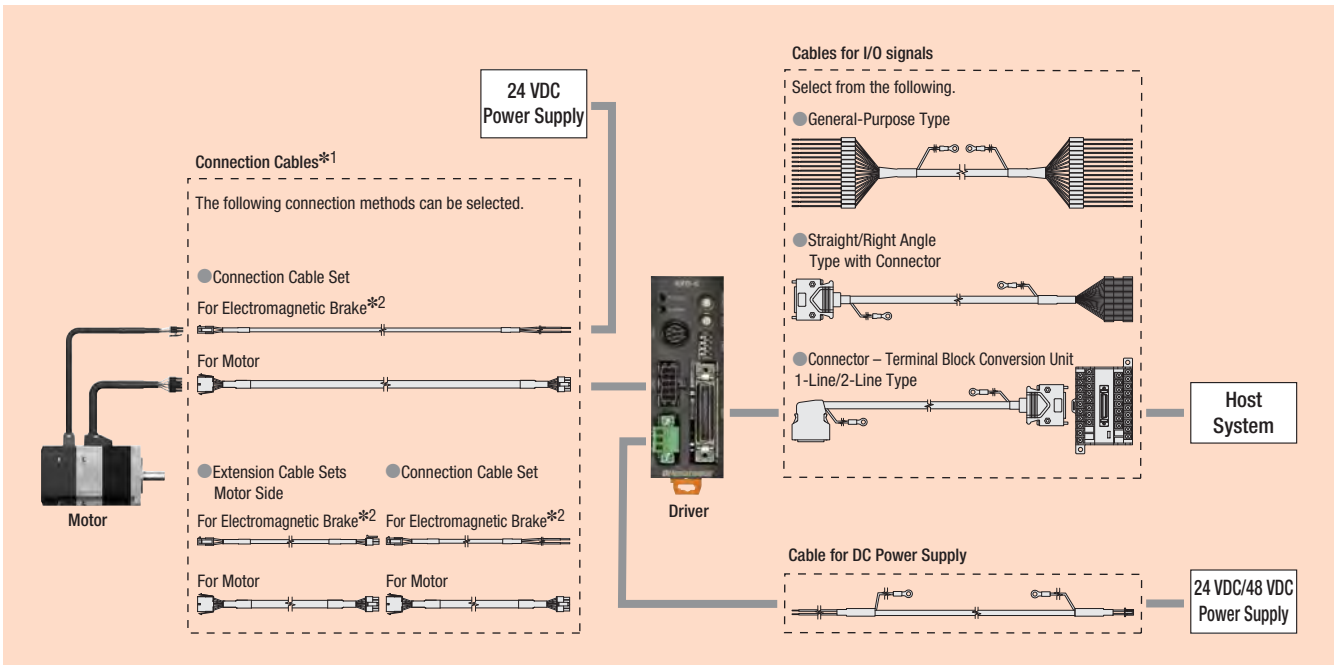 24 VDC
Power Supply
Connection Cables*1
The following connection methods can be selected.
●Connection Cable Set
For Electromagnetic Brake*2
For Motor
●Extension Cable Sets
Motor Side
●Connection Cable Set
For Electromagnetic Brake*2
For Electromagnetic Brake*2
For Motor
For Motor
Motor
Driver
Cables for I/O signals
Select from the following.
●General-Purpose Type
●Straight/Right Angle
Type with Connector
●Connector – Terminal Block Conversion Unit
1-Line/2-Line Type
Host
System
Cable for DC Power Supply
24 VDC/48 VDC
Power Supply